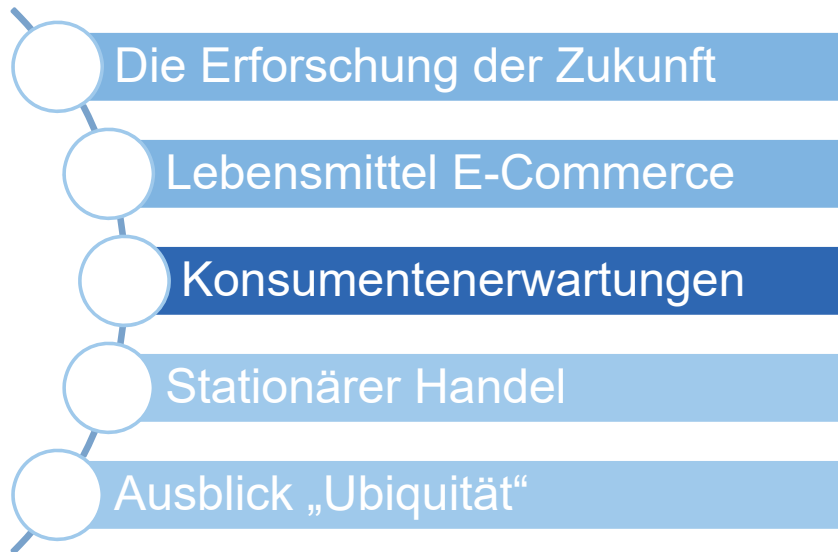 Die Erforschung der Zukunft
Lebensmittel E-Commerce
Konsumentenerwartungen
Stationärer Handel
Ausblick „Ubiquität“